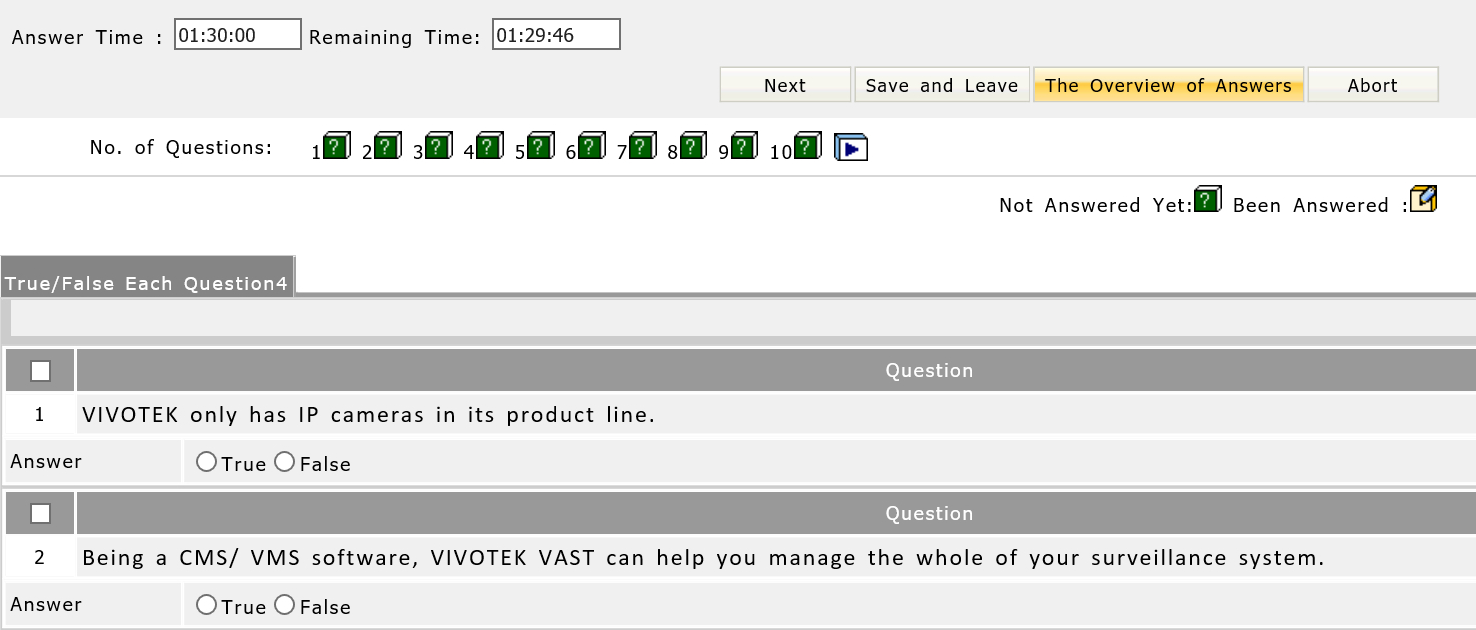 Answer Time : 01:30:00 Remaining Time: 01:29:46
Next Save and Leave The Overview of Answers Abort
No. of Questions: 1 ? 2 ? 3 ? 4 ? 5 ? 6 ? 7 ? 8 ? 9 ? 10 ?
Not Answered Yet: ? Been Answered :
True/False Each Question4
Question
1 VIVOTEK only has IP cameras in its product line.
Answer True False
Question
2 Being a CMS/ VMS software, VIVOTEK VAST can help you manage the whole of your surveillance system.
Answer True False